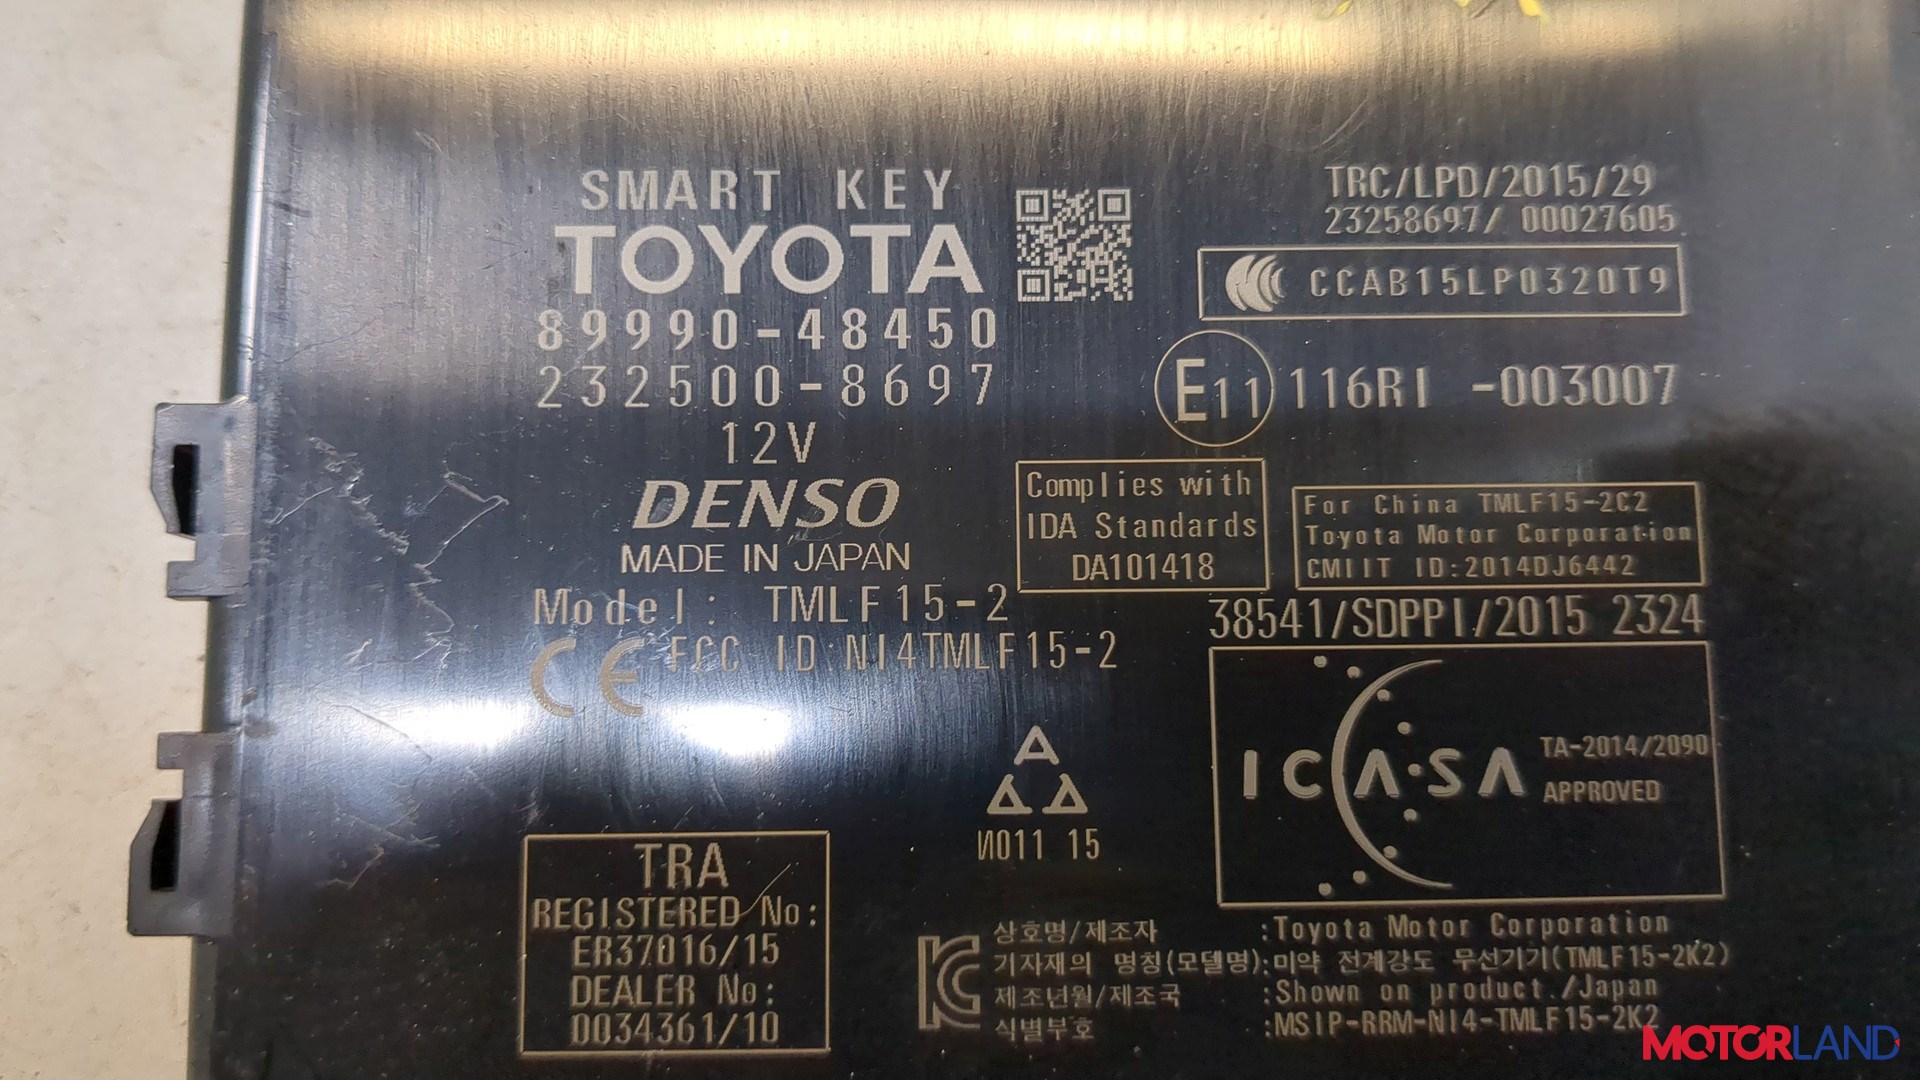 SMART KEY
TOYOTA
89990-48450
232500-8697
12V
DENSO
MADE IN JAPAN
Model: TMLF15-2
CE FCC ID:NI4TMLF15-2
TRC/LPD/2015/29
23258697/ 00027605
CCAB15LP0320T9
E11 116RI -003007
Complies with
IDA Standards
DA101418
For China TMLF15-2C2
Toyota Motor Corporation
CMIIT ID:2014DJ6442
38541/SDPPI/2015 2324
ICASA
TA-2014/2090
APPROVED
И011 15
TRA
REGISTERED No:
ER37016/15
DEALER No:
DD34361/10
상호명/제조자 :Toyota Motor Corporation
기자재의 명칭(모델명):미약 전계강도 무선기기(TMLF15-2K2)
제조년월/제조국 :Shown on product./Japan
식별부호 :MSIP-RRM-NI4-TMLF15-2K2
MOTORLAND